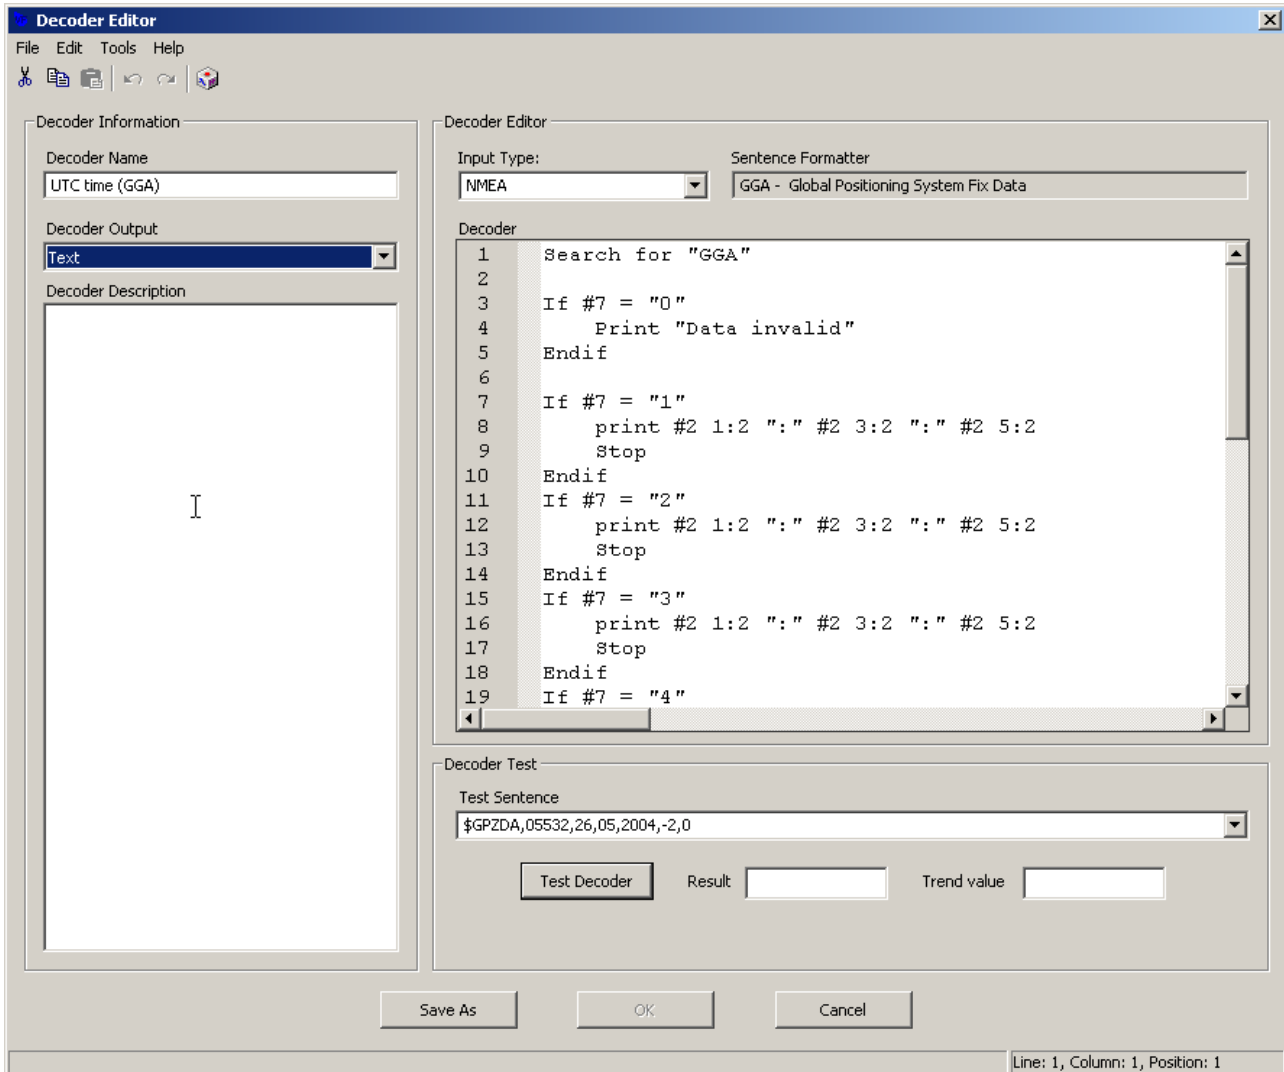 Decoder Editor
File Edit Tools Help
Decoder Information
Decoder Name
UTC time (GGA)
Decoder Output
Text
Decoder Description
Decoder Editor
Input Type:
Sentence Formatter
NMEA
GGA - Global Positioning System Fix Data
Decoder
1 Search for "GGA"
2
3 If #7 = "0"
4 Print "Data invalid"
5 Endif
6
7 If #7 = "1"
8 print #2 1:2 ":" #2 3:2 ":" #2 5:2
9 Stop
10 Endif
11 If #7 = "2"
12 print #2 1:2 ":" #2 3:2 ":" #2 5:2
13 Stop
14 Endif
15 If #7 = "3"
16 print #2 1:2 ":" #2 3:2 ":" #2 5:2
17 Stop
18 Endif
19 If #7 = "4"
Decoder Test
Test Sentence
$GPZDA,05532,26,05,2004,-2,0
Test Decoder Result Trend value
Save As OK Cancel
Line: 1, Column: 1, Position: 1